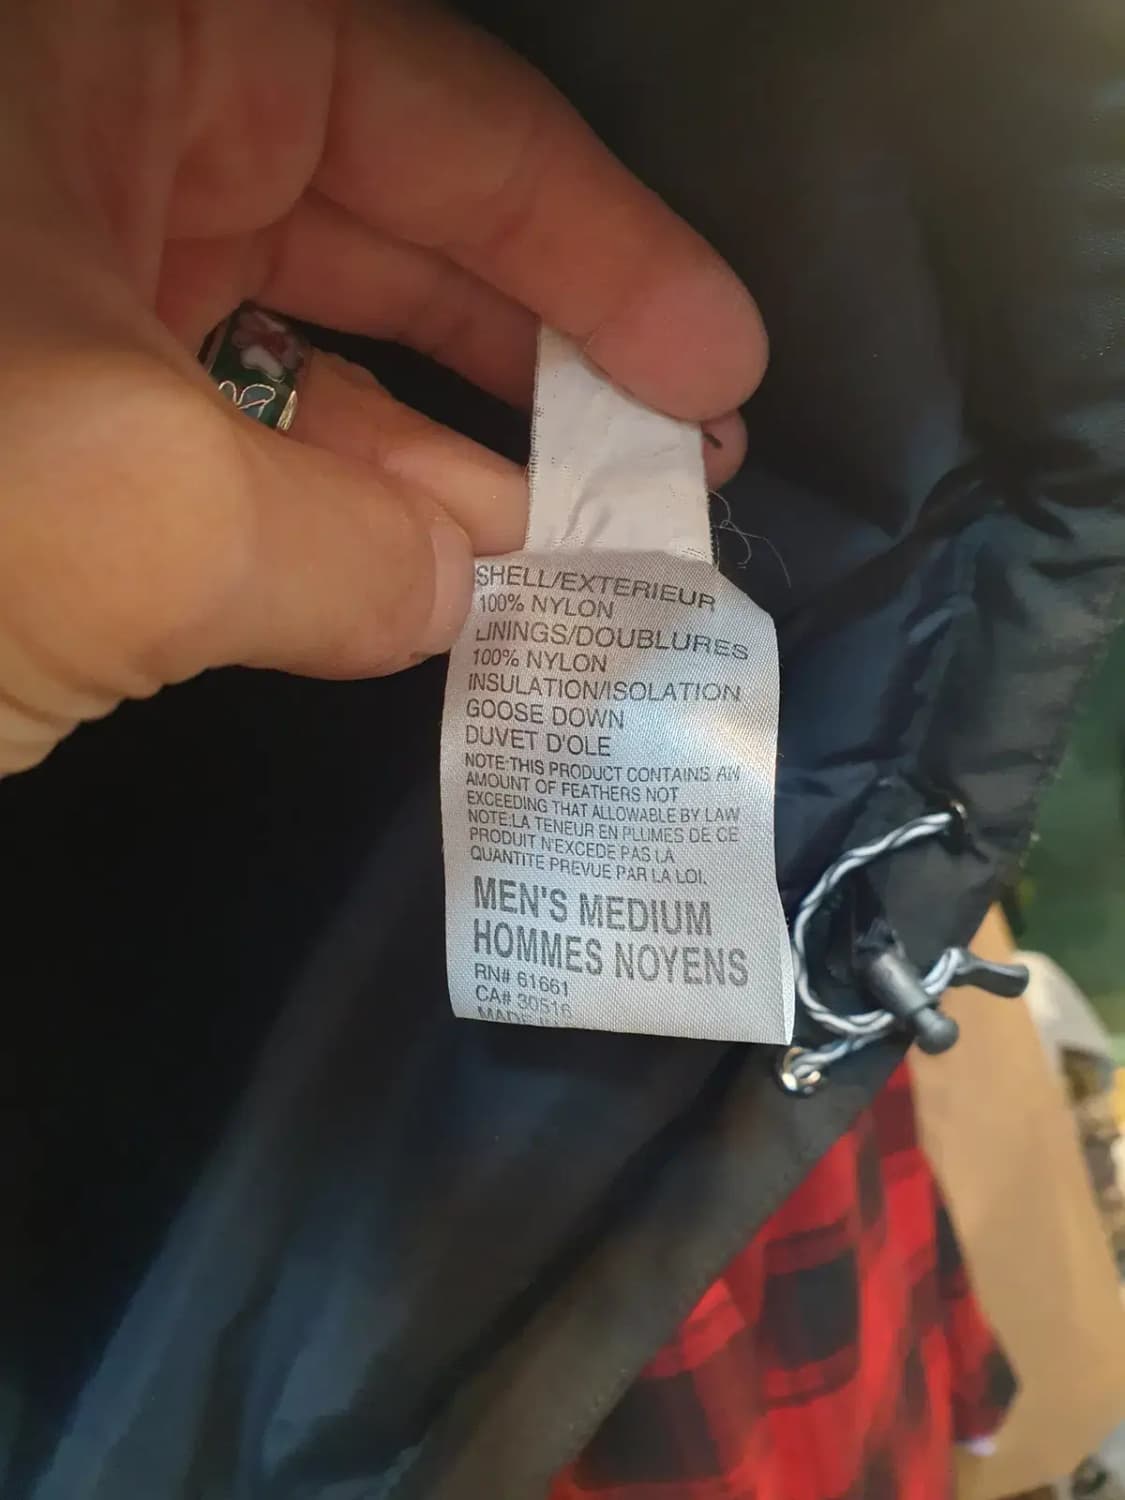 SHELL/EXTERIEUR
100% NYLON
LININGS/DOUBLURES
100% NYLON
INSULATION/ISOLATION
GOOSE DOWN
DUVET D'OLE
NOTE:THIS PRODUCT CONTAINS AN
AMOUNT OF FEATHERS NOT
EXCEEDING THAT ALLOWABLE BY LAW
NOTE:LA TENEUR EN PLUMES DE CE
PRODUIT N'EXCEDE PAS LA
QUANTITE PREVUE PAR LA LOI.
MEN'S MEDIUM
HOMMES NOYENS
RN# 61661
CA# 30516
MADE